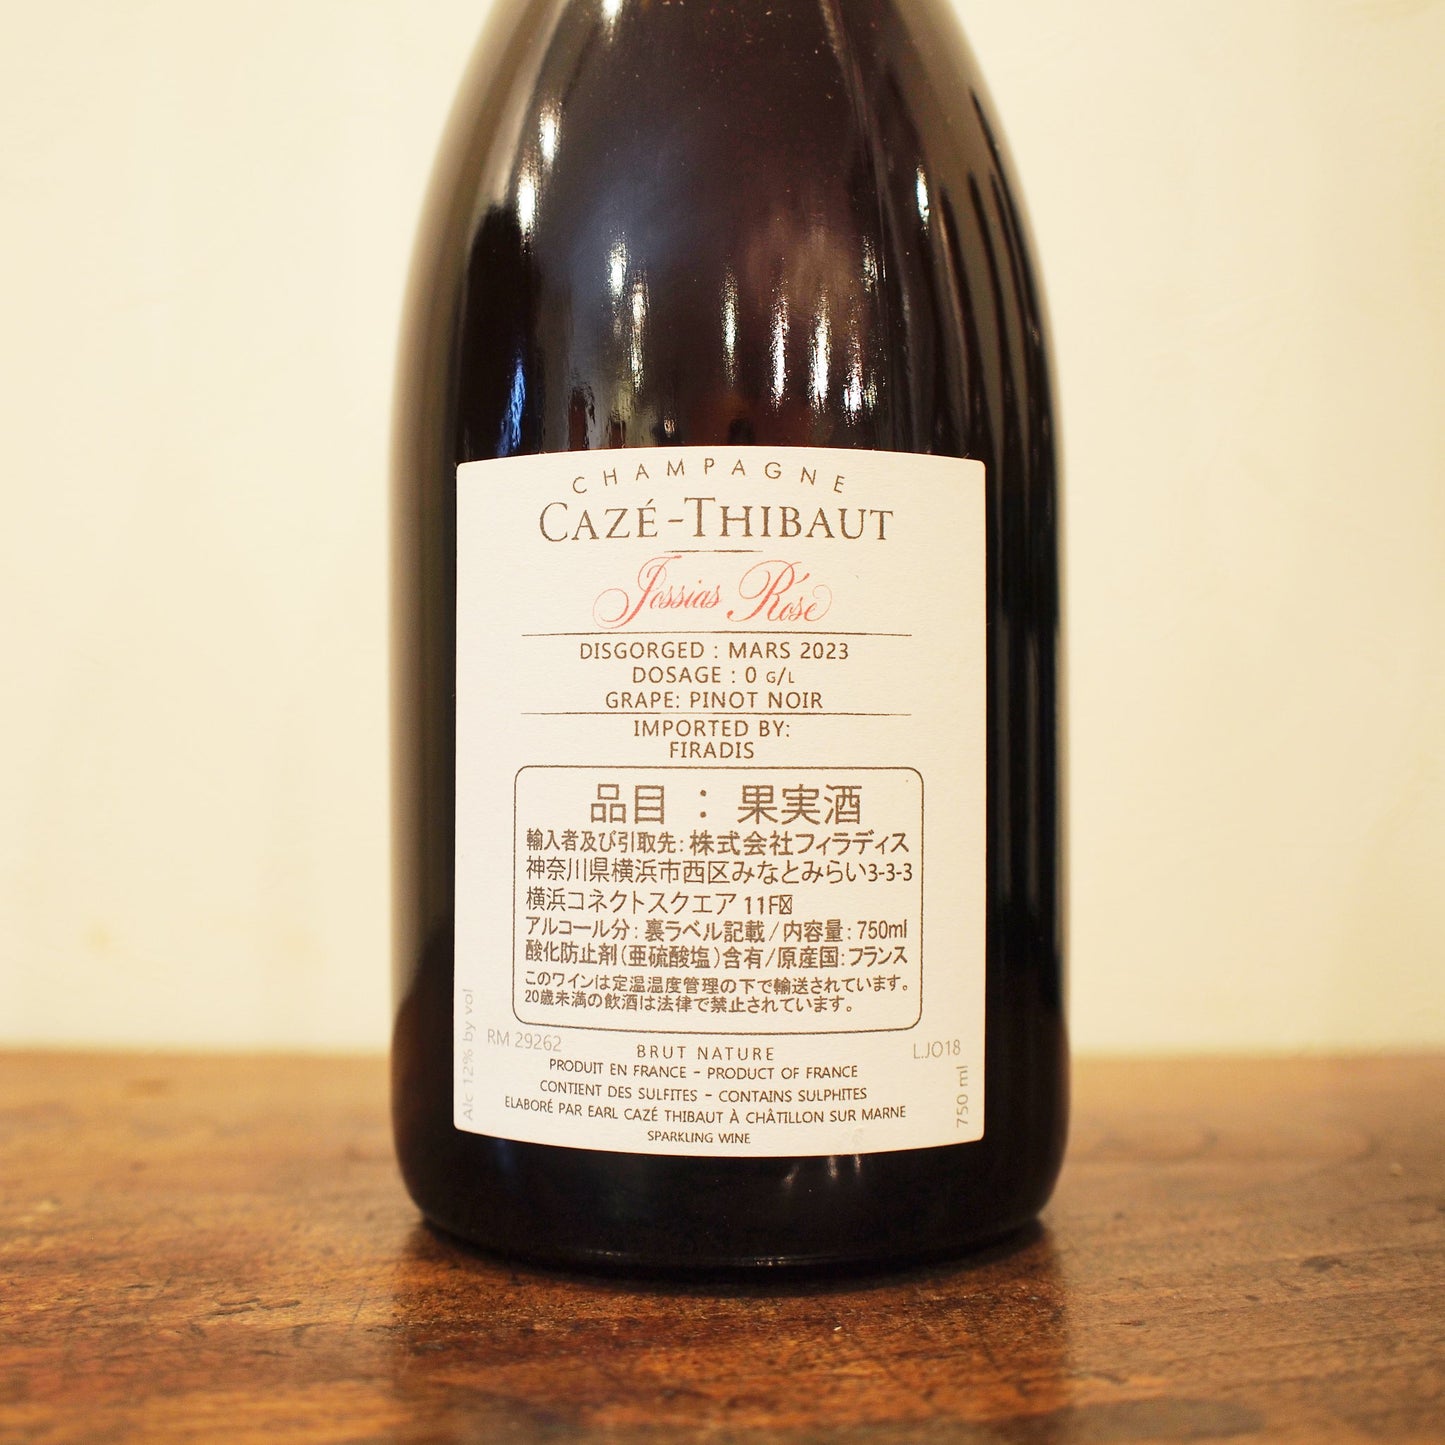 CHAMPAGNE
CAZÉ-THIBAUT
Jossias Rosé
DISGORGED : MARS 2023
DOSAGE : 0 G/L
GRAPE: PINOT NOIR
IMPORTED BY:
FIRADIS
品目 : 果実酒
輸入者及び引取先: 株式会社フィラディス
神奈川県横浜市西区みなとみらい3-3-3
横浜コネクトスクエア 11F
アルコール分: 裏ラベル記載 / 内容量: 750ml
酸化防止剤(亜硫酸塩)含有/原産国: フランス
このワインは定温湿度管理の下で輸送されています。
20歳未満の飲酒は法律で禁止されています。
Alc 12% by vol
RM 29262
L.JO18
750 ml
BRUT NATURE
PRODUIT EN FRANCE - PRODUCT OF FRANCE
CONTIENT DES SULFITES - CONTAINS SULPHITES
ELABORÉ PAR EARL CAZÉ THIBAUT À CHÂTILLON SUR MARNE
SPARKLING WINE